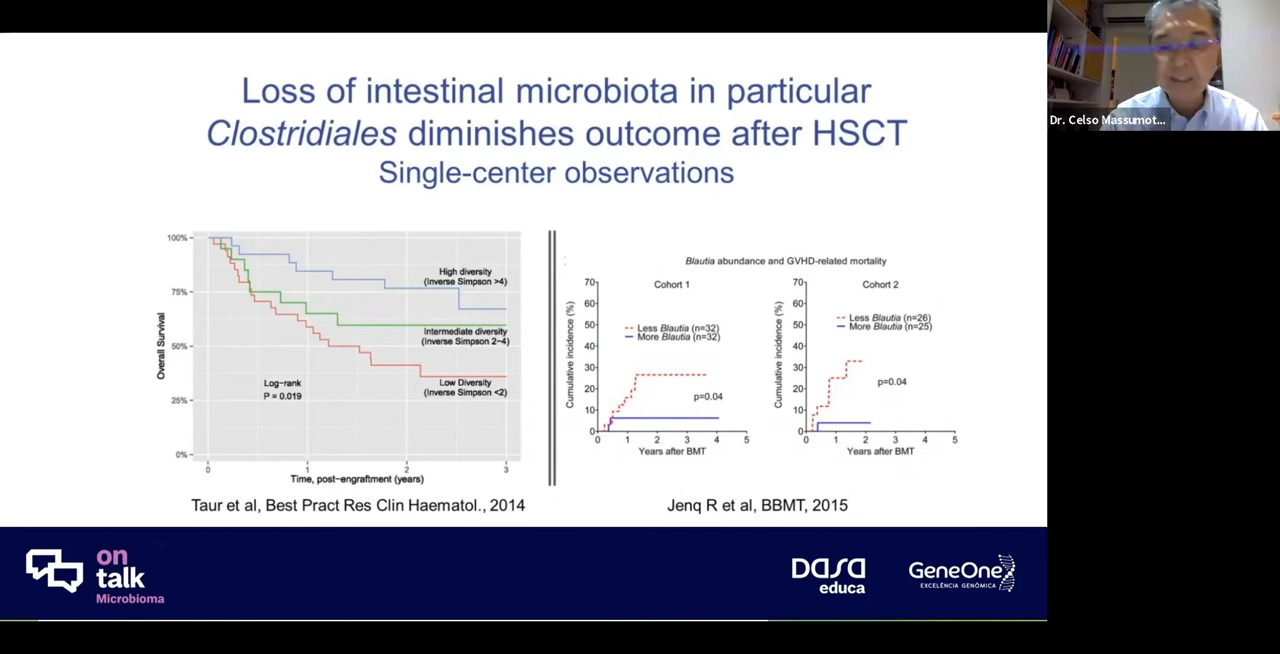 Loss of intestinal microbiota in particular
Clostridiales diminishes outcome after HSCT
Single-center observations
100%
75%
50%
25%
0%
Overall Survival
High diversity
(Inverse Simpson >4)
Intermediate diversity
(Inverse Simpson 2-4)
Low Diversity
(Inverse Simpson <2)
Log-rank
P = 0.019
0
1
2
3
Time, post-engraftment (years)
Taur et al, Best Pract Res Clin Haematol., 2014
Blautia abundance and GVHD-related mortality
Cohort 1
70
60
50
40
30
20
10
0
Cumulative incidence (%)
Less Blautia (n=32)
More Blautia (n=32)
p=0.04
0 1 2 3 4 5
Years after BMT
Cohort 2
70
60
50
40
30
20
10
0
Cumulative incidence (%)
Less Blautia (n=26)
More Blautia (n=25)
p=0.04
0 1 2 3 4 5
Years after BMT
Jenq R et al, BBMT, 2015
on
talk
Microbioma
DASA
educa
GeneOne
EXCELÊNCIA GENÔMICA
Dr. Celso Massumot...